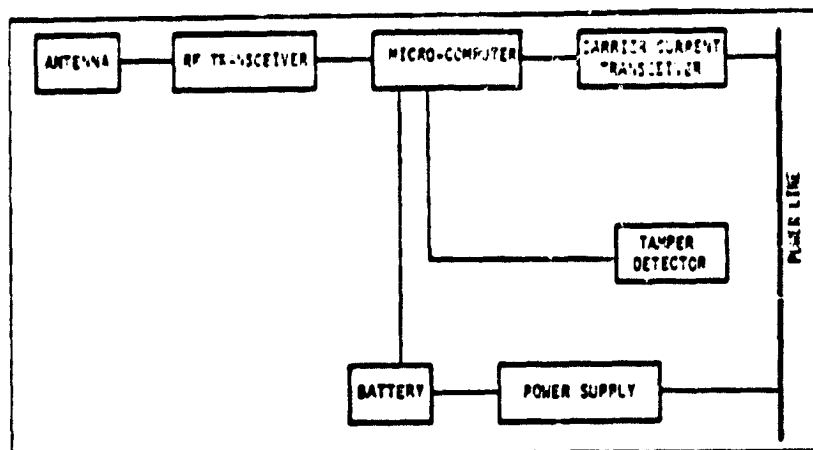 ANTENNA
RF TRANSCEIVER
MICRO-COMPUTER
CARRIER CURRENT
TRANSCEIVER
POWER LINE
TAMPER
DETECTOR
BATTERY
POWER SUPPLY